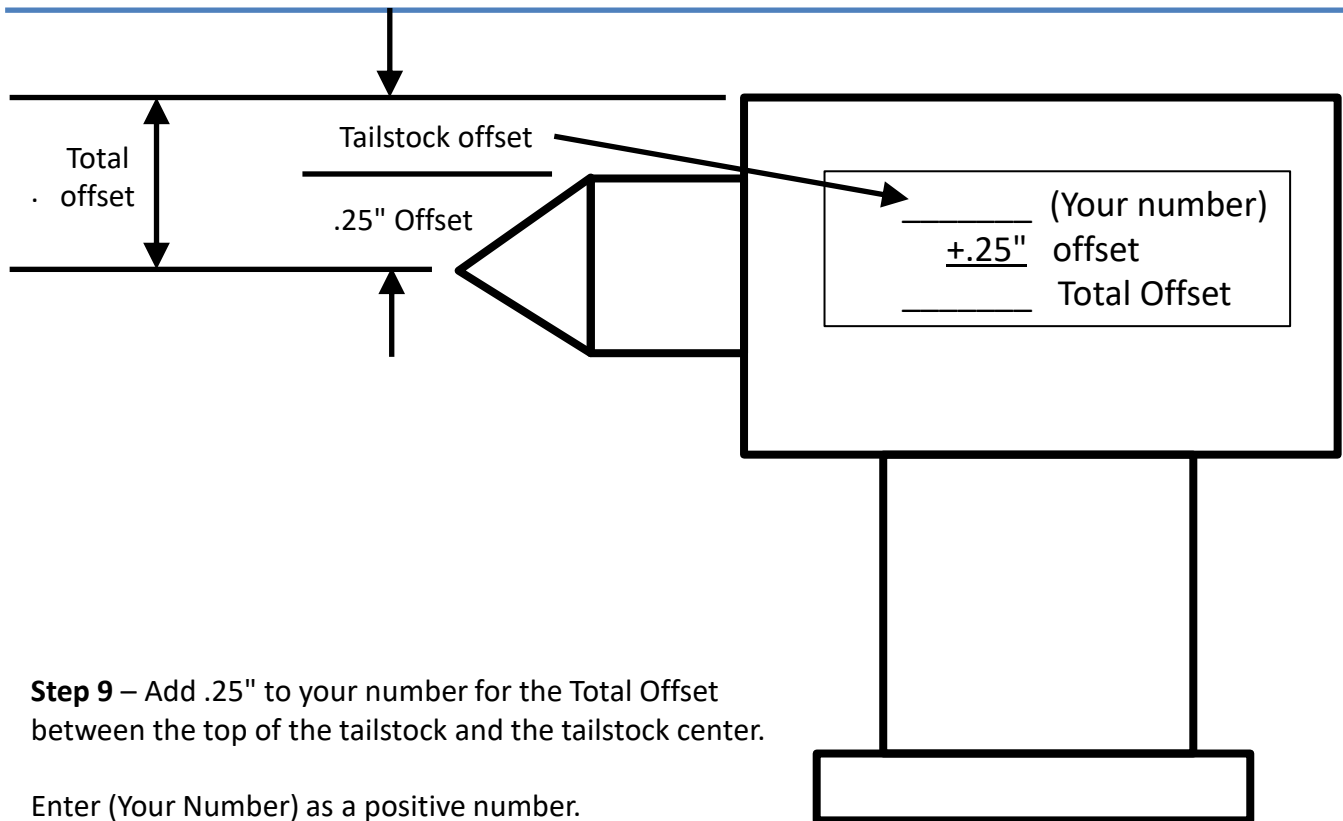 Total
. offset
Tailstock offset
.25" Offset
_______ (Your number)
+.25" offset
_______ Total Offset
Step 9 – Add .25" to your number for the Total Offset
between the top of the tailstock and the tailstock center.
Enter (Your Number) as a positive number.